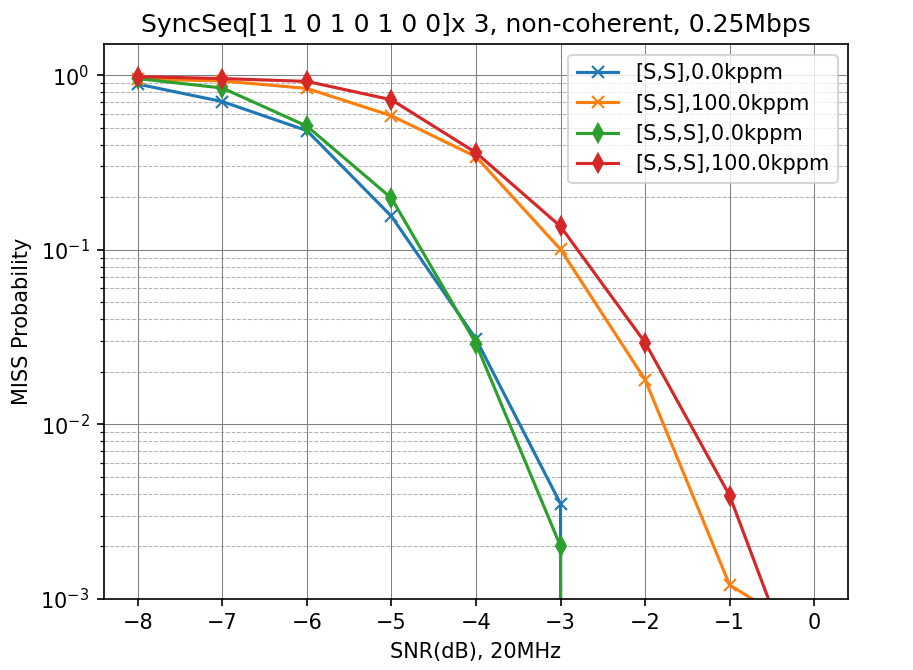 SyncSeq[1 1 0 1 0 1 0 0]x 3, non-coherent, 0.25Mbps
[S,S],0.0kppm
[S,S],100.0kppm
[S,S,S],0.0kppm
[S,S,S],100.0kppm
MISS Probability
10⁰
10⁻¹
10⁻²
10⁻³
−8 −7 −6 −5 −4 −3 −2 −1 0
SNR(dB), 20MHz